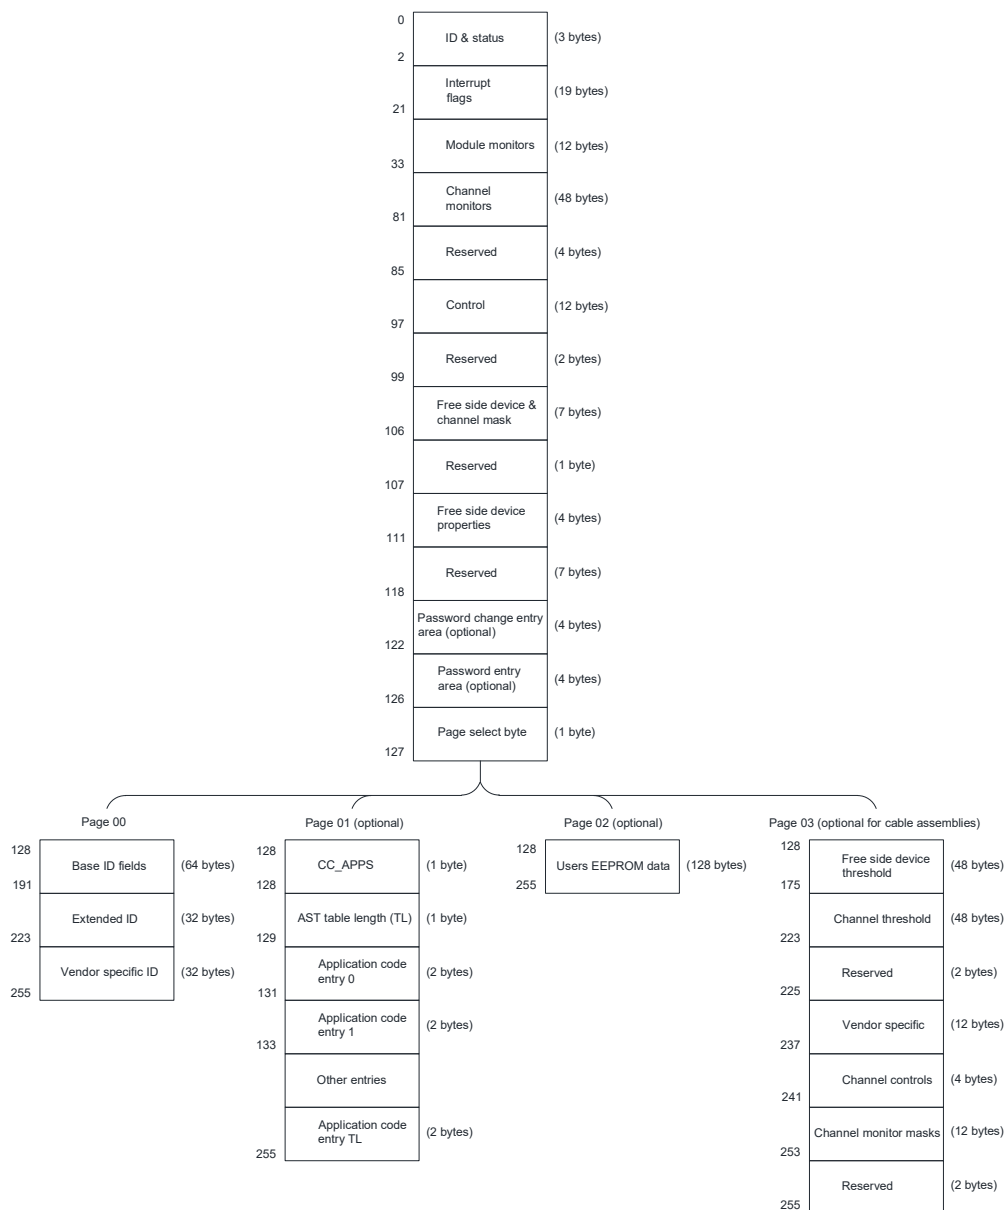 0
ID & status
(3 bytes)
2
Interrupt
flags
(19 bytes)
21
Module monitors
(12 bytes)
33
Channel
monitors
(48 bytes)
81
Reserved
(4 bytes)
85
Control
(12 bytes)
97
Reserved
(2 bytes)
99
Free side device &
channel mask
(7 bytes)
106
Reserved
(1 byte)
107
Free side device
properties
(4 bytes)
111
Reserved
(7 bytes)
118
Password change entry
area (optional)
(4 bytes)
122
Password entry
area (optional)
(4 bytes)
126
Page select byte
(1 byte)
127
Page 00
128
Base ID fields
(64 bytes)
191
Extended ID
(32 bytes)
223
Vendor specific ID
(32 bytes)
255
Page 01 (optional)
128
CC_APPS
(1 byte)
128
AST table length (TL)
(1 byte)
129
Application code
entry 0
(2 bytes)
131
Application code
entry 1
(2 bytes)
133
Other entries
Application code
entry TL
(2 bytes)
255
Page 02 (optional)
128
Users EEPROM data
(128 bytes)
255
Page 03 (optional for cable assemblies)
128
Free side device
threshold
(48 bytes)
175
Channel threshold
(48 bytes)
223
Reserved
(2 bytes)
225
Vendor specific
(12 bytes)
237
Channel controls
(4 bytes)
241
Channel monitor masks
(12 bytes)
253
Reserved
(2 bytes)
255